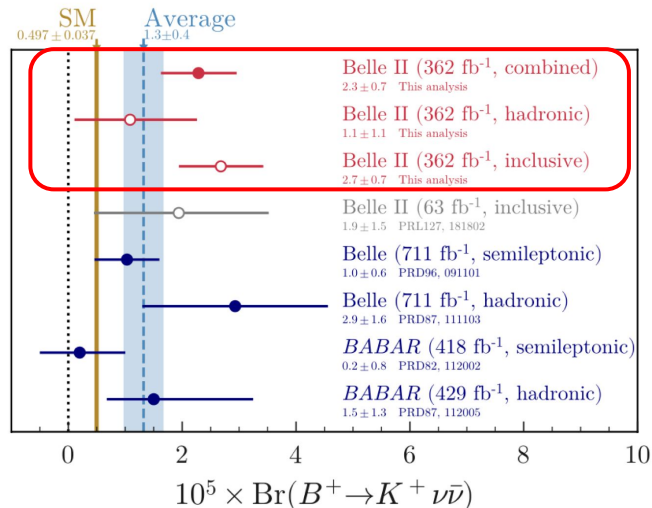 SM
0.497±0.037
Average
1.3±0.4
Belle II (362 fb⁻¹, combined)
2.3±0.7 This analysis
Belle II (362 fb⁻¹, hadronic)
1.1±1.1 This analysis
Belle II (362 fb⁻¹, inclusive)
2.7±0.7 This analysis
Belle II (63 fb⁻¹, inclusive)
1.9±1.5 PRL127, 181802
Belle (711 fb⁻¹, semileptonic)
1.0±0.6 PRD96, 091101
Belle (711 fb⁻¹, hadronic)
2.9±1.6 PRD87, 111103
BABAR (418 fb⁻¹, semileptonic)
0.2±0.8 PRD82, 112002
BABAR (429 fb⁻¹, hadronic)
1.5±1.3 PRD87, 112005
0 2 4 6 8 10
10⁵ × Br(B⁺→K⁺νν̄)